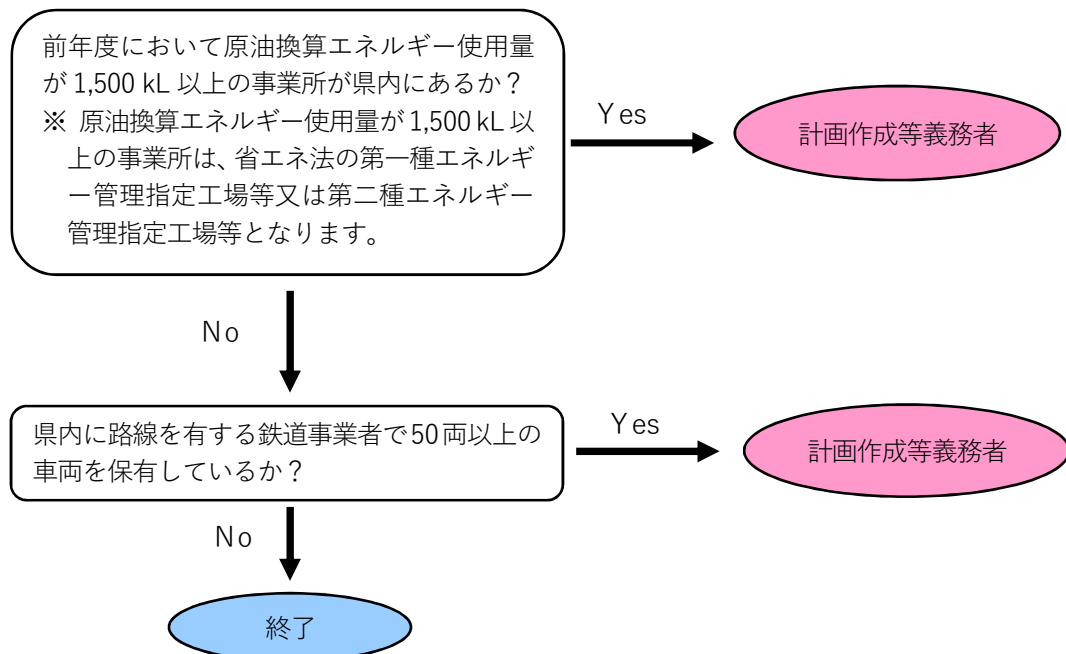 前年度において原油換算エネルギー使用量
が 1,500 kL 以上の事業所が県内にあるか？
※ 原油換算エネルギー使用量が 1,500 kL 以
上の事業所は、省エネ法の第一種エネルギ
ー管理指定工場等又は第二種エネルギー
管理指定工場等となります。
Yes
計画作成等義務者
No
県内に路線を有する鉄道事業者で 50 両以上の
車両を保有しているか？
Yes
計画作成等義務者
No
終了